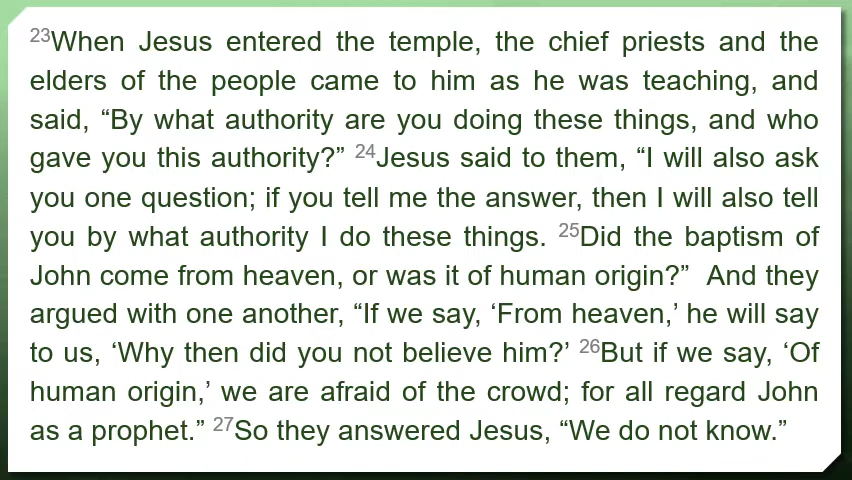 23When Jesus entered the temple, the chief priests and the
elders of the people came to him as he was teaching, and
said, “By what authority are you doing these things, and who
gave you this authority?” 24Jesus said to them, “I will also ask
you one question; if you tell me the answer, then I will also tell
you by what authority I do these things. 25Did the baptism of
John come from heaven, or was it of human origin?”  And they
argued with one another, “If we say, ‘From heaven,’ he will say
to us, ‘Why then did you not believe him?’ 26But if we say, ‘Of
human origin,’ we are afraid of the crowd; for all regard John
as a prophet.” 27So they answered Jesus, “We do not know.”